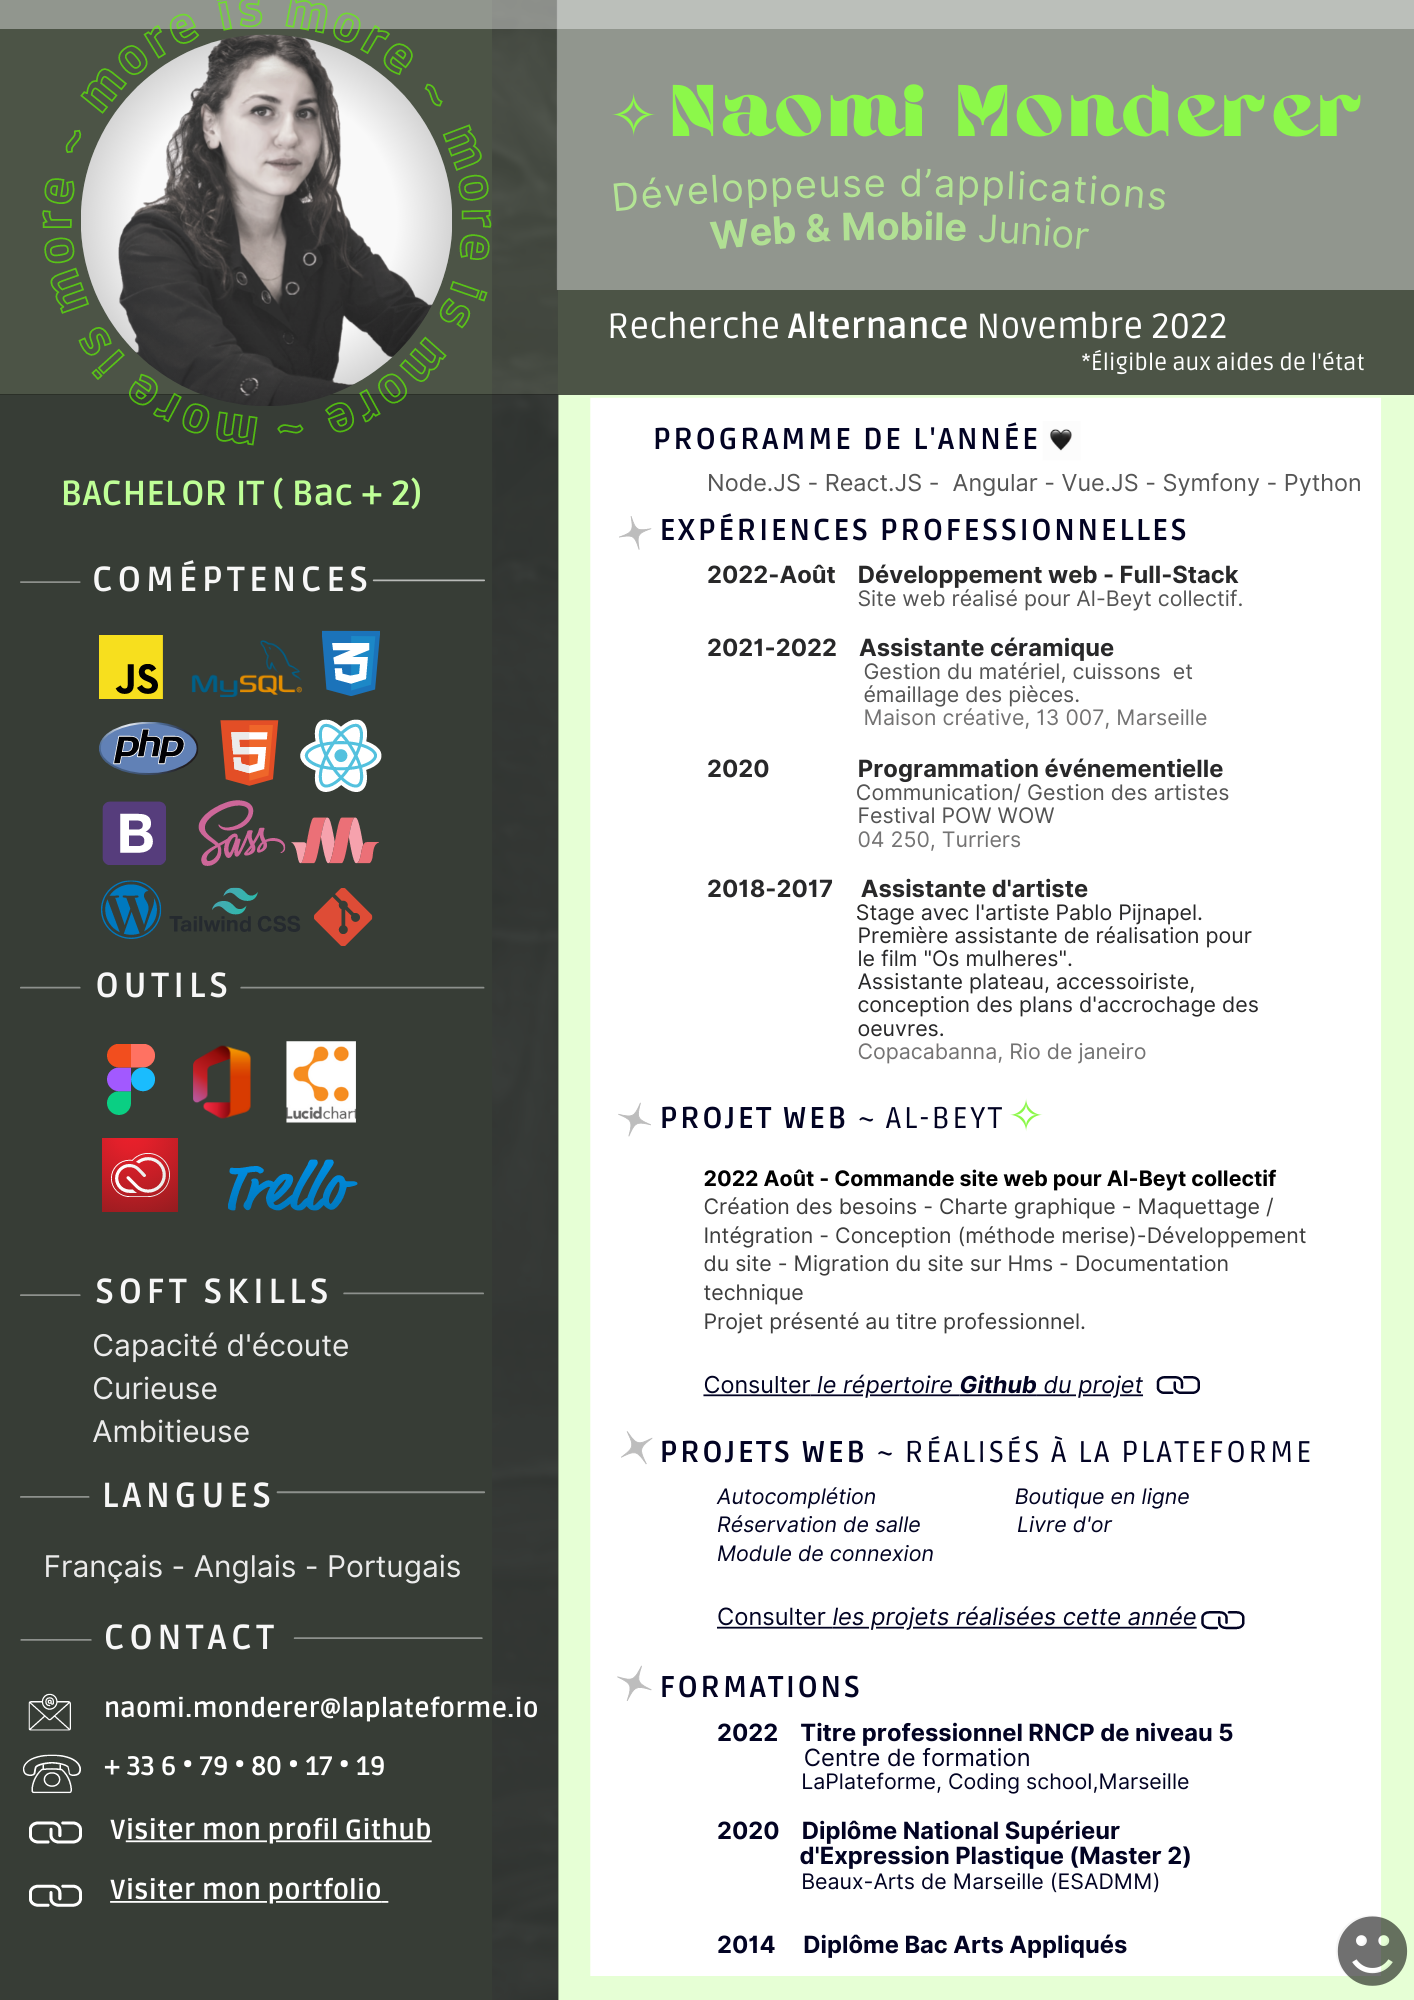 more is more ~ more is more ~ more is more ~
Naomi Monderer
Développeuse d'applications
Web & Mobile Junior
Recherche Alternance Novembre 2022
*Éligible aux aides de l'état
BACHELOR IT ( Bac + 2)
COMÉPTENCES
JS
MySQL
3
php
5
B
Sass
Tailwind CSS
OUTILS
Lucidchart
Trello
SOFT SKILLS
Capacité d'écoute
Curieuse
Ambitieuse
LANGUES
Français - Anglais - Portugais
CONTACT
naomi.monderer@laplateforme.io
+ 33 6 • 79 • 80 • 17 • 19
Visiter mon profil Github
Visiter mon portfolio
PROGRAMME DE L'ANNÉE 🖤
Node.JS - React.JS - Angular - Vue.JS - Symfony - Python
EXPÉRIENCES PROFESSIONNELLES
2022-Août Développement web - Full-Stack
Site web réalisé pour Al-Beyt collectif.
2021-2022 Assistante céramique
Gestion du matériel, cuissons et
émaillage des pièces.
Maison créative, 13 007, Marseille
2020 Programmation événementielle
Communication/ Gestion des artistes
Festival POW WOW
04 250, Turriers
2018-2017 Assistante d'artiste
Stage avec l'artiste Pablo Pijnapel.
Première assistante de réalisation pour
le film "Os mulheres".
Assistante plateau, accessoiriste,
conception des plans d'accrochage des
oeuvres.
Copacabanna, Rio de janeiro
PROJET WEB ~ AL-BEYT
2022 Août - Commande site web pour Al-Beyt collectif
Création des besoins - Charte graphique - Maquettage /
Intégration - Conception (méthode merise)-Développement
du site - Migration du site sur Hms - Documentation
technique
Projet présenté au titre professionnel.
Consulter le répertoire Github du projet
PROJETS WEB ~ RÉALISÉS À LA PLATEFORME
Autocomplétion Boutique en ligne
Réservation de salle Livre d'or
Module de connexion
Consulter les projets réalisées cette année
FORMATIONS
2022 Titre professionnel RNCP de niveau 5
Centre de formation
LaPlateforme, Coding school,Marseille
2020 Diplôme National Supérieur
d'Expression Plastique (Master 2)
Beaux-Arts de Marseille (ESADMM)
2014 Diplôme Bac Arts Appliqués